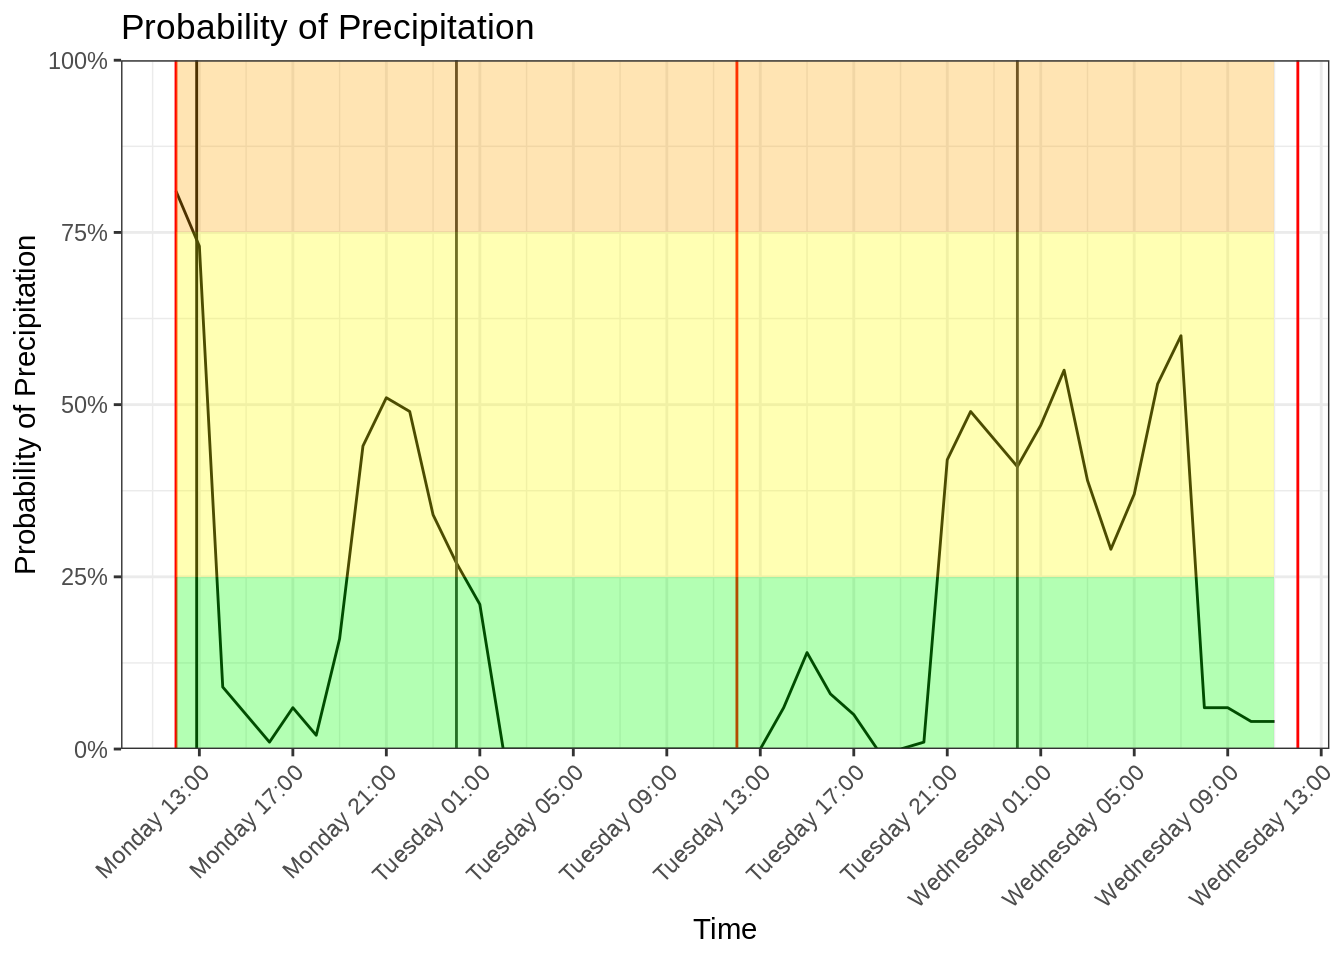 Probability of Precipitation
Probability of Precipitation
100%
75%
50%
25%
0%
Monday 13:00
Monday 17:00
Monday 21:00
Tuesday 01:00
Tuesday 05:00
Tuesday 09:00
Tuesday 13:00
Tuesday 17:00
Tuesday 21:00
Wednesday 01:00
Wednesday 05:00
Wednesday 09:00
Wednesday 13:00
Time